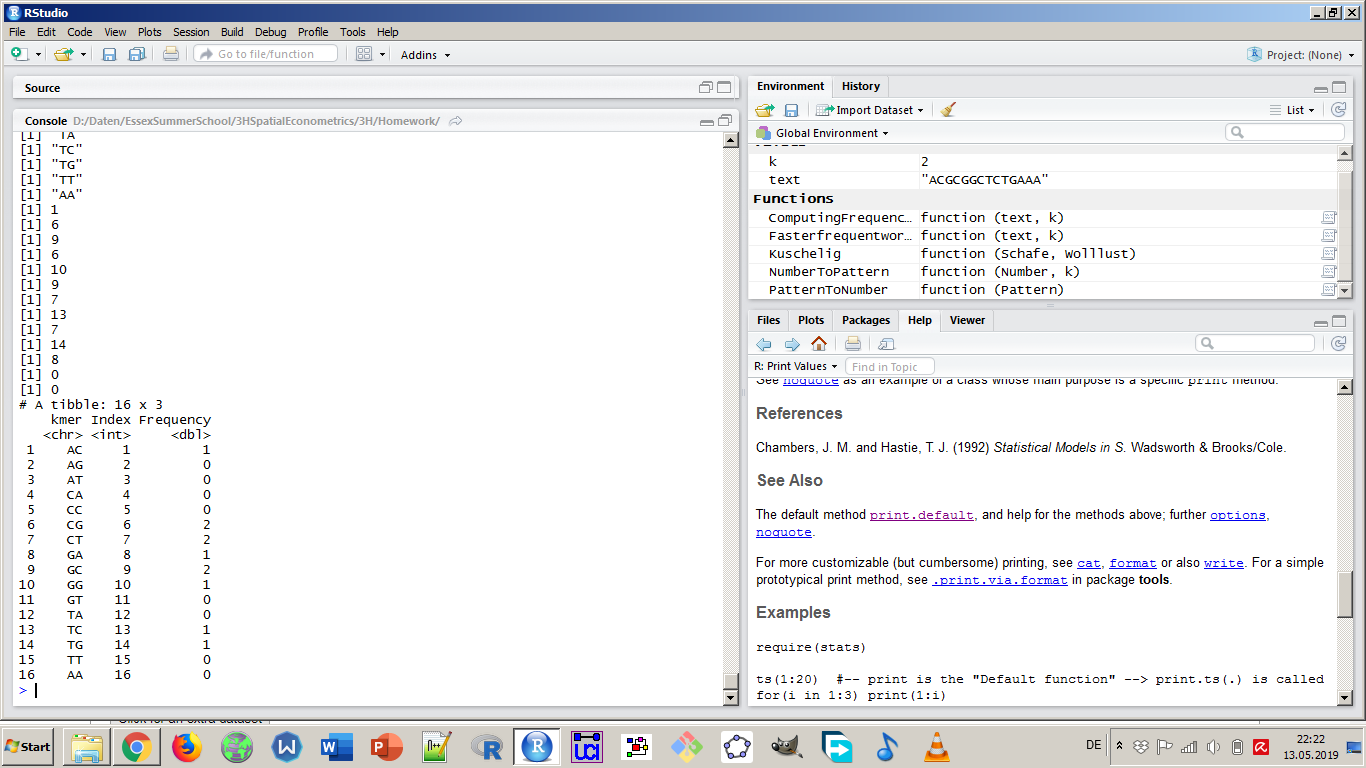 RStudio
File Edit Code View Plots Session Build Debug Profile Tools Help
Go to file/function Addins Project: (None)
Source
Console D:/Daten/EssexSummerSchool/3HSpatialEconometrics/3H/Homework/
[1] "TA"
[1] "TC"
[1] "TG"
[1] "TT"
[1] "AA"
[1] 1
[1] 6
[1] 9
[1] 6
[1] 10
[1] 9
[1] 7
[1] 13
[1] 7
[1] 14
[1] 8
[1] 0
[1] 0
# A tibble: 16 x 3
kmer Index Frequency
<chr> <int> <dbl>
1 AC 1 1
2 AG 2 0
3 AT 3 0
4 CA 4 0
5 CC 5 0
6 CG 6 2
7 CT 7 2
8 GA 8 1
9 GC 9 2
10 GG 10 1
11 GT 11 0
12 TA 12 0
13 TC 13 1
14 TG 14 1
15 TT 15 0
16 AA 16 0
>
Environment History
Import Dataset List
Global Environment
k 2
text "ACGCGGCTCTGAAA"
Functions
ComputingFrequenc… function (text, k)
Fasterfrequentwor… function (text, k)
Kuschelig function (Schafe, Wolllust)
NumberToPattern function (Number, k)
PatternToNumber function (Pattern)
Files Plots Packages Help Viewer
R: Print Values Find in Topic
See noquote as an example of a class whose main purpose is a specific print method.
References
Chambers, J. M. and Hastie, T. J. (1992) Statistical Models in S. Wadsworth & Brooks/Cole.
See Also
The default method print.default, and help for the methods above; further options,
noquote.
For more customizable (but cumbersome) printing, see cat, format or also write. For a simple
prototypical print method, see .print.via.format in package tools.
Examples
require(stats)
ts(1:20) #-- print is the "Default function" --> print.ts(.) is called
for(i in 1:3) print(1:i)
Click for an extra dataset
Start
DE
22:22
13.05.2019